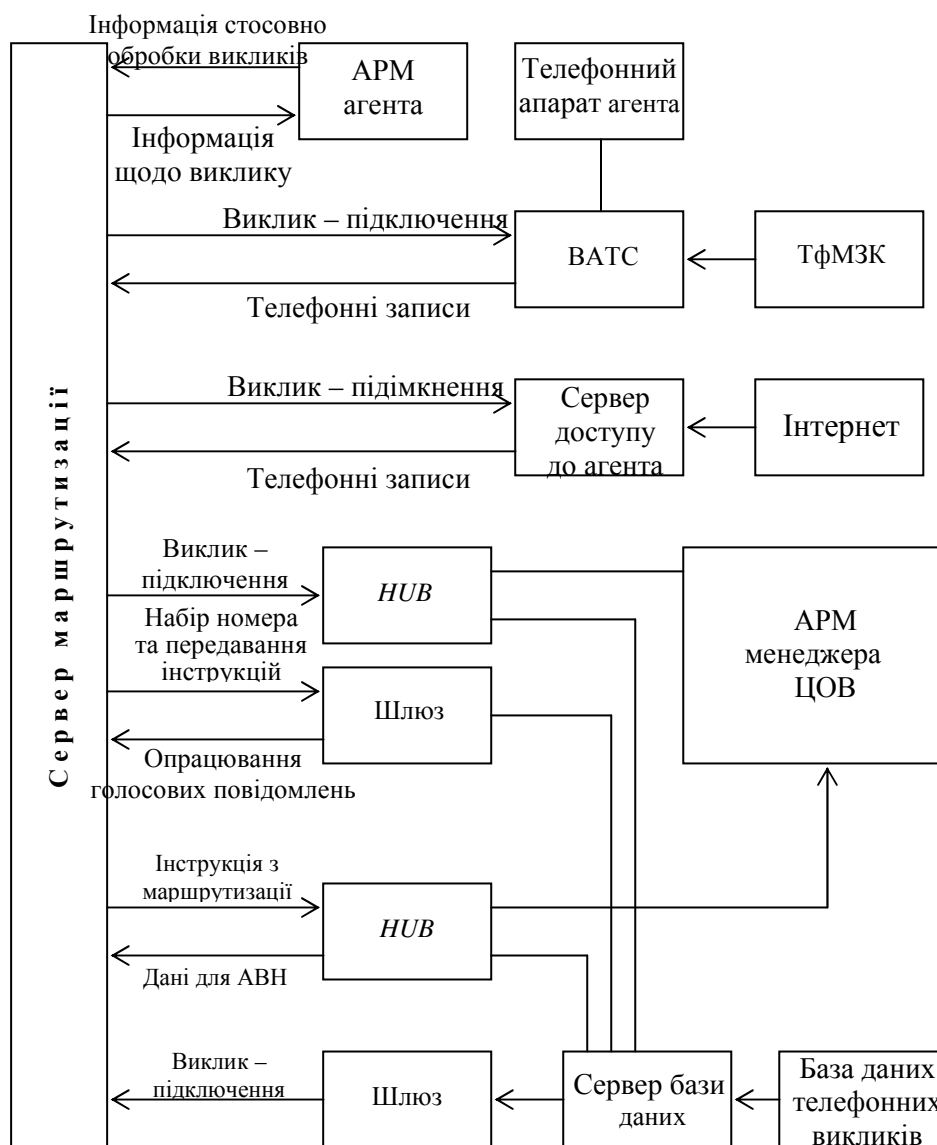 Інформація стосовно
обробки викликів
АРМ
агента
Телефонний
апарат агента
Інформація
щодо виклику
Виклик – підключення
ВАТС
ТфМЗК
Телефонні записи
Виклик – підімкнення
Сервер
доступу
до агента
Інтернет
Телефонні записи
Сервер маршрутизації
Виклик –
підключення
HUB
АРМ
менеджера
ЦОВ
Набір номера
та передавання
інструкцій
Шлюз
Опрацювання
голосових повідомлень
Інструкція з
маршрутизації
HUB
Дані для АВН
Виклик –
підключення
Шлюз
Сервер бази
даних
База даних
телефонних
викликів